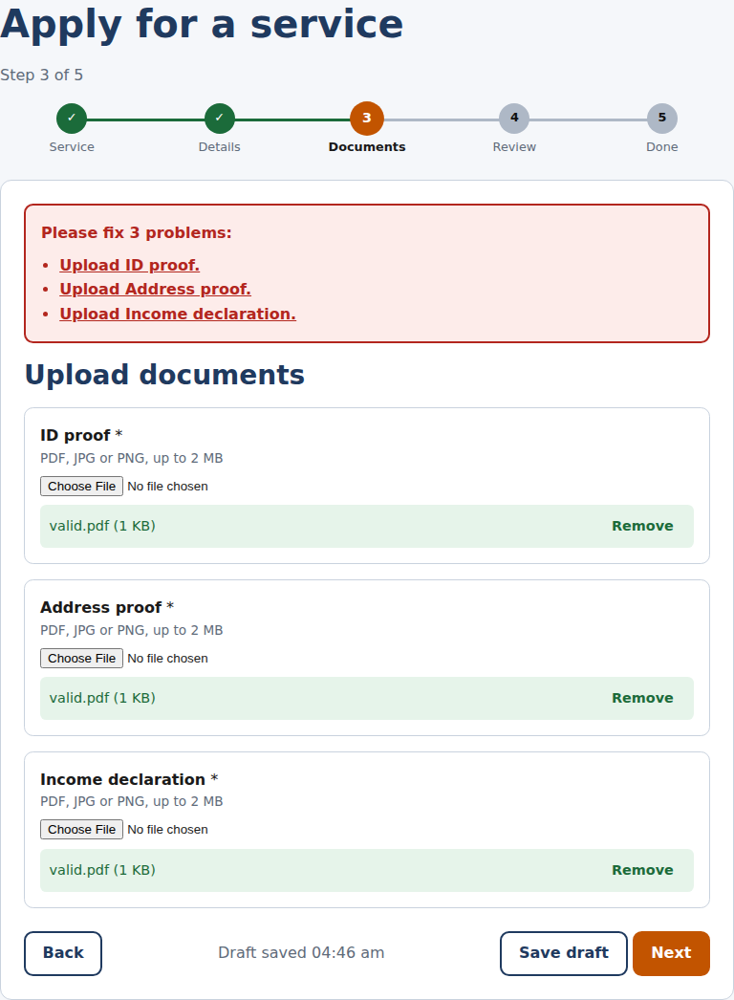 Apply for a service
Step 3 of 5
✓ ✓ 3 4 5
Service Details Documents Review Done
Please fix 3 problems:
• Upload ID proof.
• Upload Address proof.
• Upload Income declaration.
Upload documents
ID proof *
PDF, JPG or PNG, up to 2 MB
Choose File No file chosen
valid.pdf (1 KB) Remove
Address proof *
PDF, JPG or PNG, up to 2 MB
Choose File No file chosen
valid.pdf (1 KB) Remove
Income declaration *
PDF, JPG or PNG, up to 2 MB
Choose File No file chosen
valid.pdf (1 KB) Remove
Back Draft saved 04:46 am Save draft Next